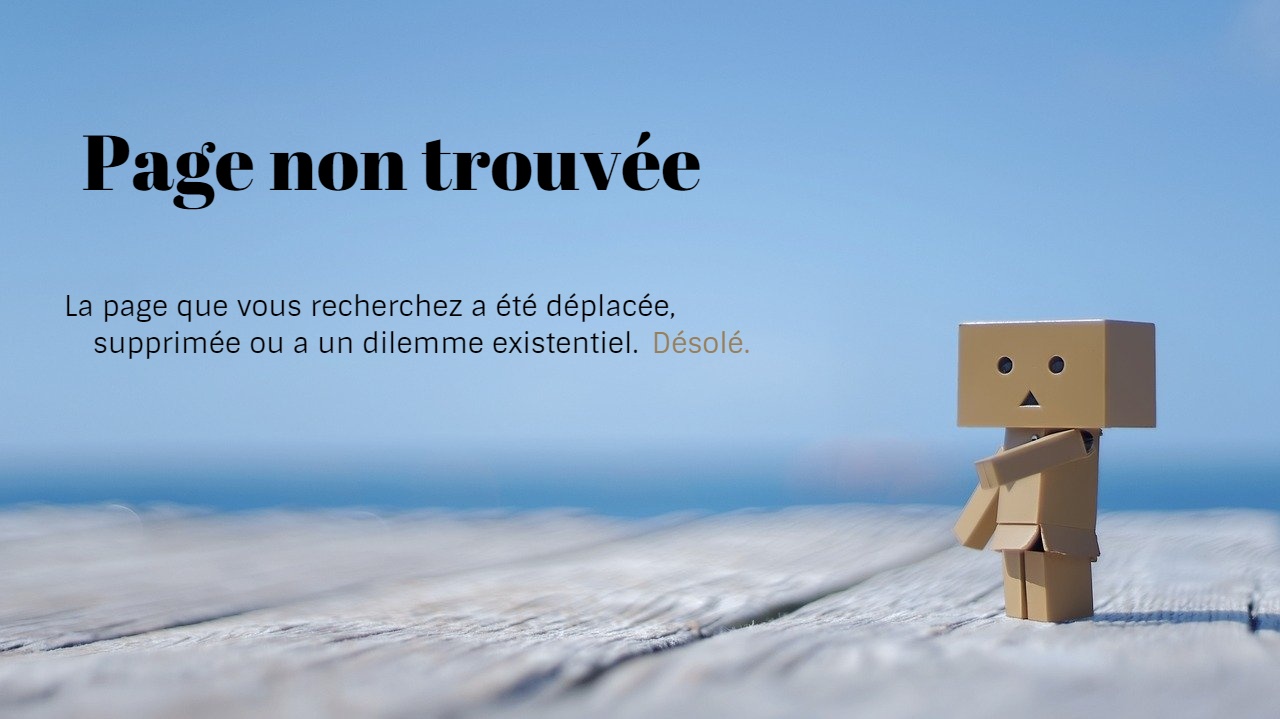 Page non trouvée
La page que vous recherchez a été déplacée,
supprimée ou a un dilemme existentiel. Désolé.